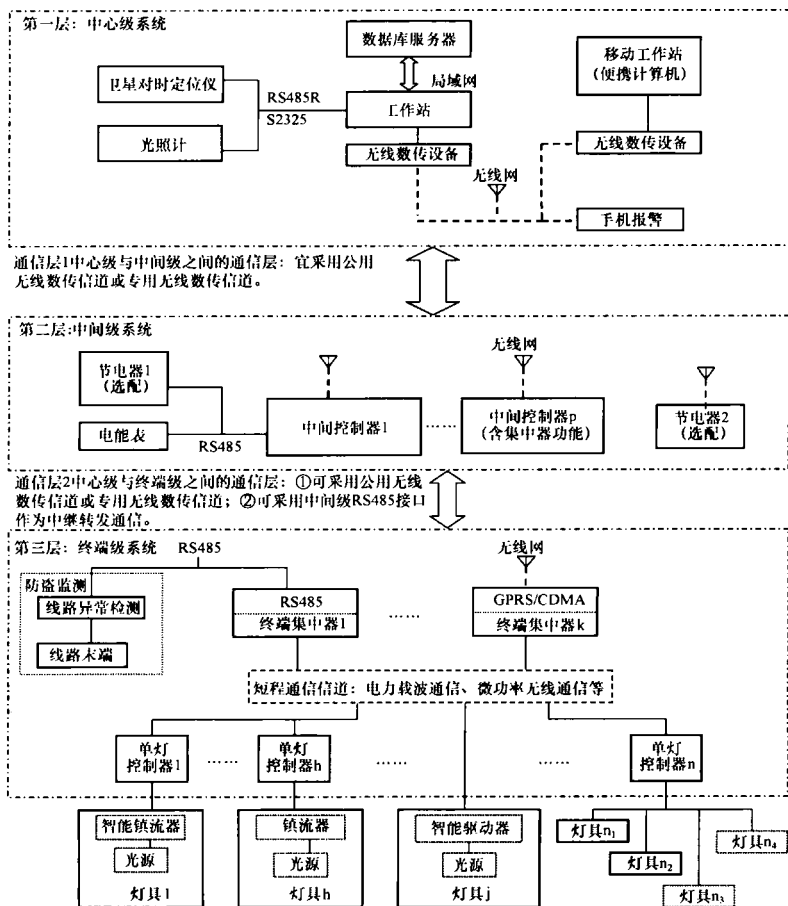 第一层：中心级系统
数据库服务器
移动工作站
(便携计算机)
卫星对时定位仪
局域网
RS485R
S2325
工作站
光照计
无线数传设备
无线数传设备
无线网
手机报警
通信层1中心级与中间级之间的通信层：宜采用公用
无线数传信道或专用无线数传信道。
第二层:中间级系统
无线网
节电器1
(选配)
中间控制器1
……
中间控制器p
(含集中器功能)
节电器2
(选配)
电能表
RS485
通信层2中心级与终端级之间的通信层：①可采用公用无线
数传信道或专用无线数传信道；②可采用中间级RS485接口
作为中继转发通信。
第三层：终端级系统
RS485
无线网
防盗监测
线路异常检测
线路末端
RS485
终端集中器1
……
GPRS/CDMA
终端集中器k
短程通信信道：电力载波通信、微功率无线通信等
单灯
控制器1
……
单灯
控制器h
……
……
单灯
控制器n
智能镇流器
光源
灯具1
镇流器
光源
灯具h
智能驱动器
光源
灯具j
灯具n₁
灯具n₂
灯具n₃
灯具n₄